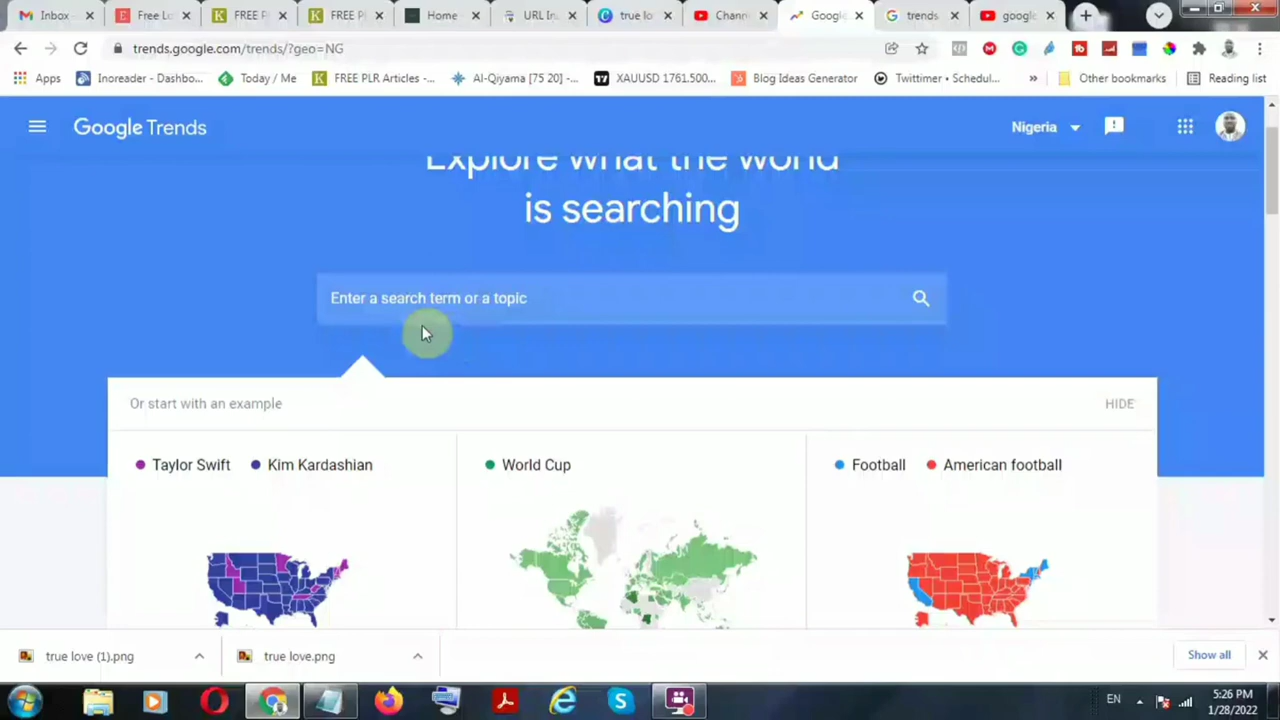 Inbox -
Free Lo
FREE P
FREE P
Home
URL In
true lo
Chann
Google
trends
google
trends.google.com/trends/?geo=NG
Apps
Inoreader - Dashbo...
Today / Me
FREE PLR Articles -...
Al-Qiyama [75 20] -...
XAUUSD 1761.500...
Blog Ideas Generator
Twittimer • Schedul...
»
Other bookmarks
Reading list
Google Trends
Nigeria
Explore what the world
is searching
Enter a search term or a topic
Or start with an example
HIDE
Taylor Swift
Kim Kardashian
World Cup
Football
American football
true love (1).png
true love.png
Show all
EN
5:26 PM
1/28/2022